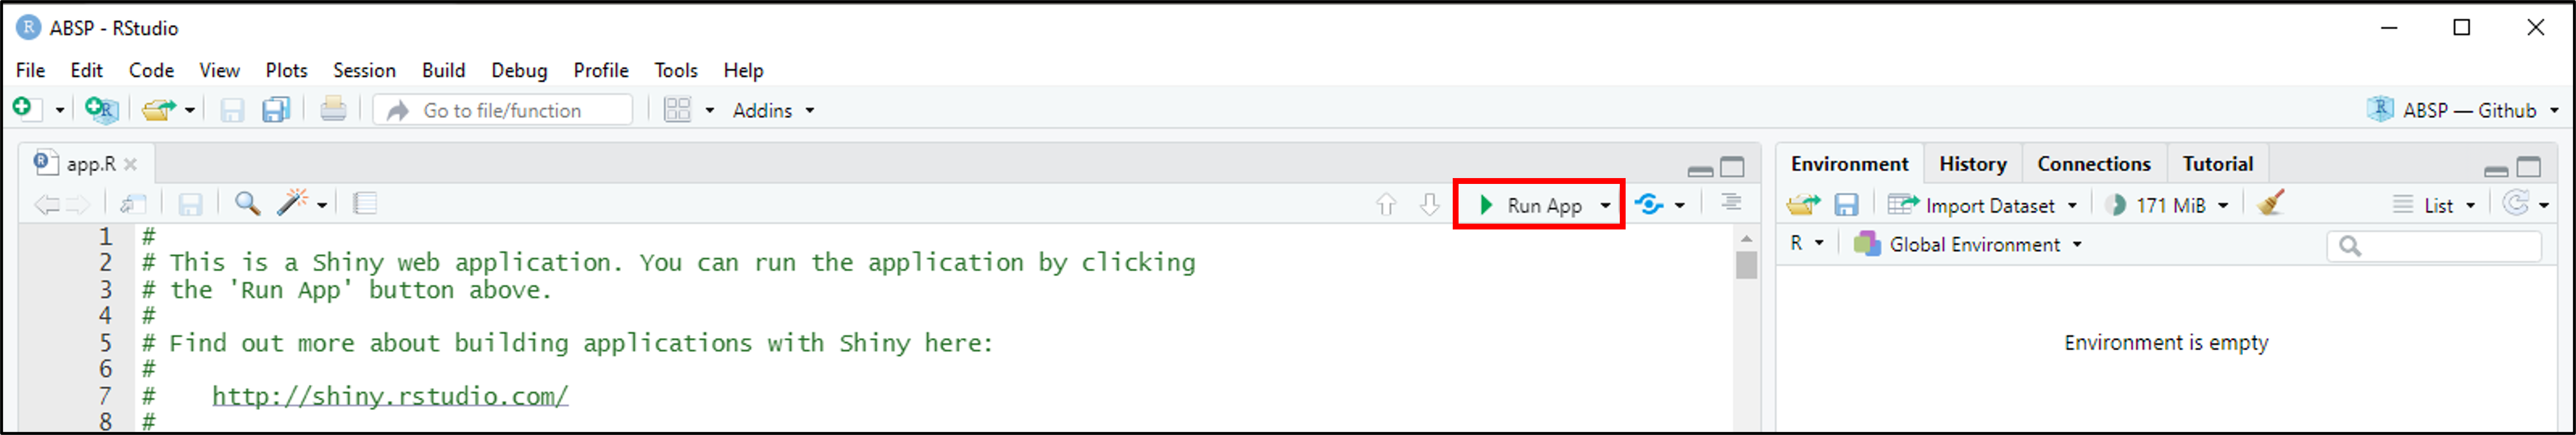 ABSP - RStudio
File Edit Code View Plots Session Build Debug Profile Tools Help
Go to file/function Addins ABSP — Github
app.R
Environment History Connections Tutorial
Run App
Import Dataset 171 MiB List
R Global Environment
1 #
2 # This is a Shiny web application. You can run the application by clicking
3 # the 'Run App' button above.
4 #
5 # Find out more about building applications with Shiny here:
6 #
7 # http://shiny.rstudio.com/
8 #
Environment is empty